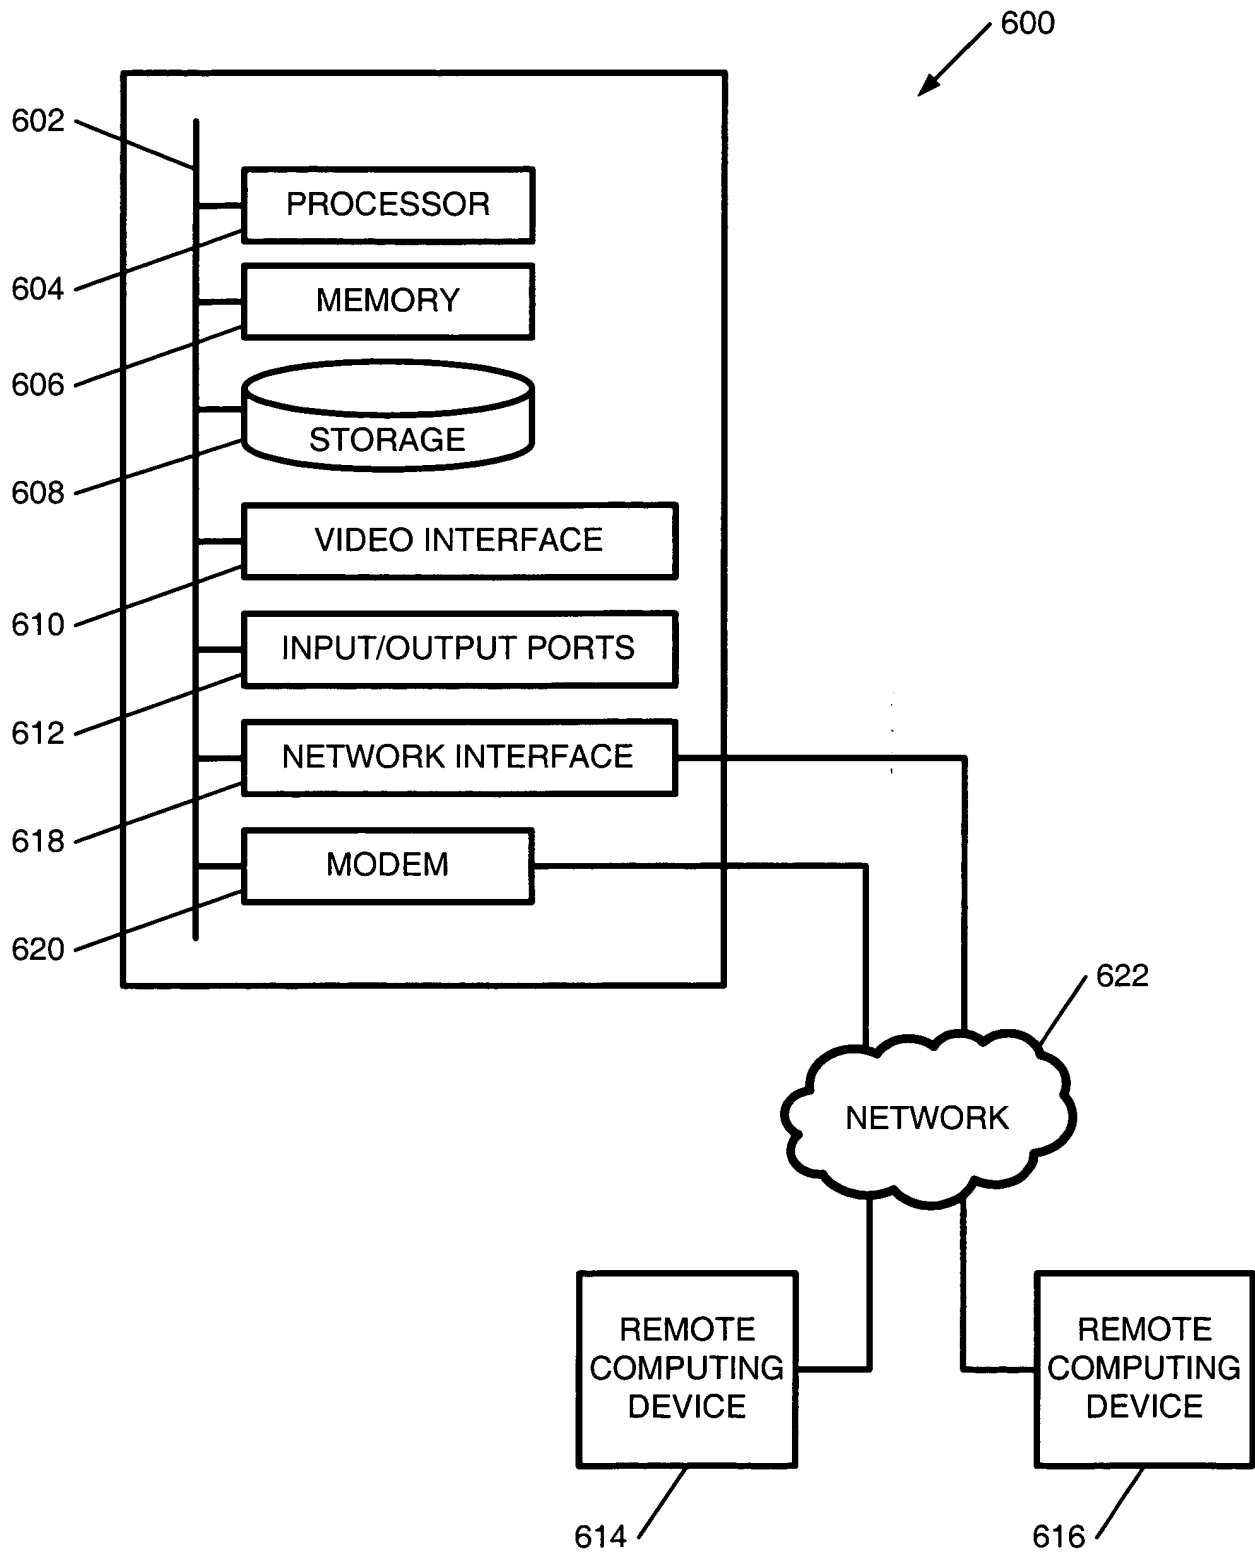 600
602
PROCESSOR
604
MEMORY
606
STORAGE
608
VIDEO INTERFACE
610
INPUT/OUTPUT PORTS
612
NETWORK INTERFACE
618
MODEM
620
622
NETWORK
REMOTE
COMPUTING
DEVICE
REMOTE
COMPUTING
DEVICE
614
616